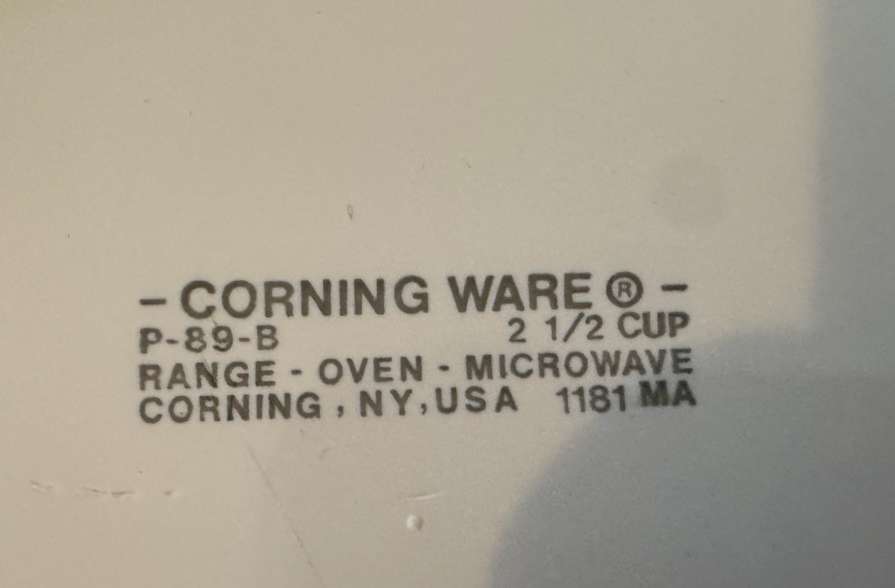 - CORNING WARE ® -
P-89-B 2 1/2 CUP
RANGE - OVEN - MICROWAVE
CORNING , NY, USA 1181 MA